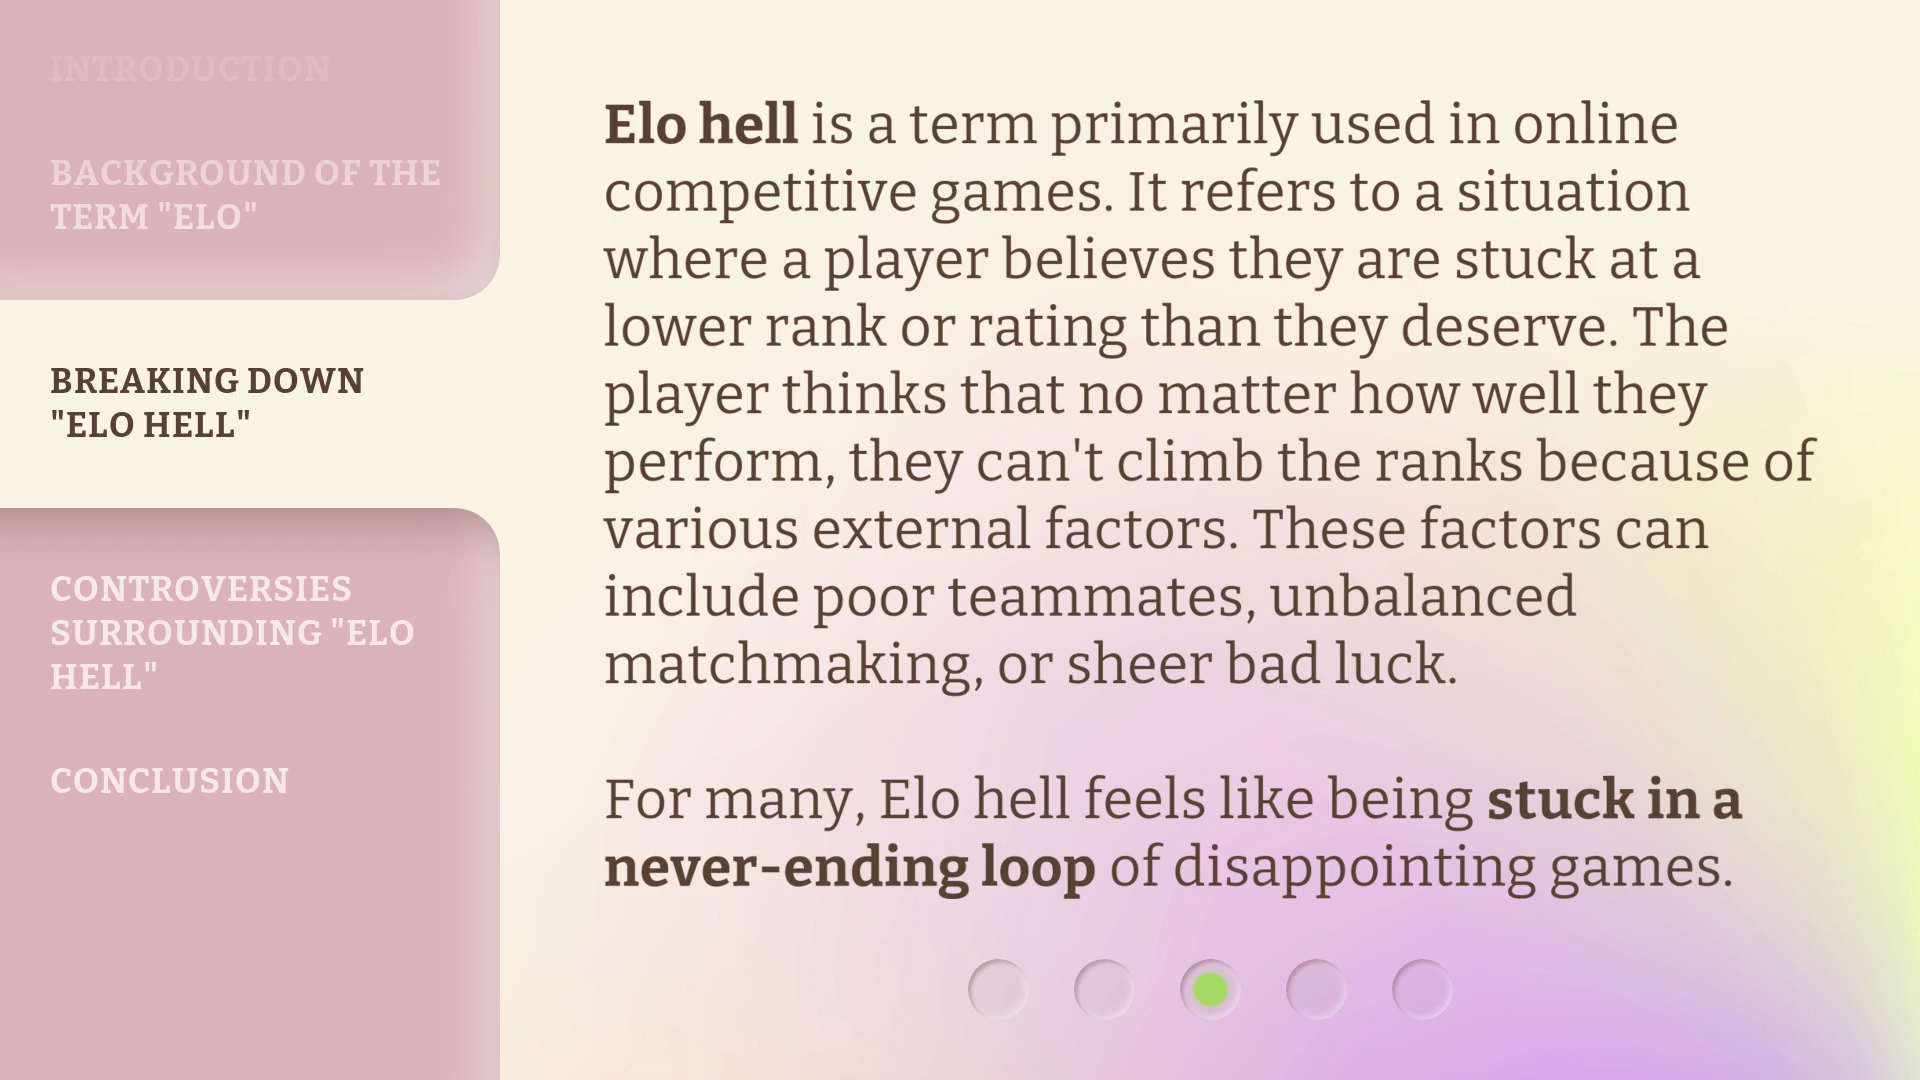 INTRODUCTION
BACKGROUND OF THE
TERM "ELO"
BREAKING DOWN
"ELO HELL"
CONTROVERSIES
SURROUNDING "ELO
HELL"
CONCLUSION
Elo hell is a term primarily used in online
competitive games. It refers to a situation
where a player believes they are stuck at a
lower rank or rating than they deserve. The
player thinks that no matter how well they
perform, they can't climb the ranks because of
various external factors. These factors can
include poor teammates, unbalanced
matchmaking, or sheer bad luck.
For many, Elo hell feels like being stuck in a
never-ending loop of disappointing games.